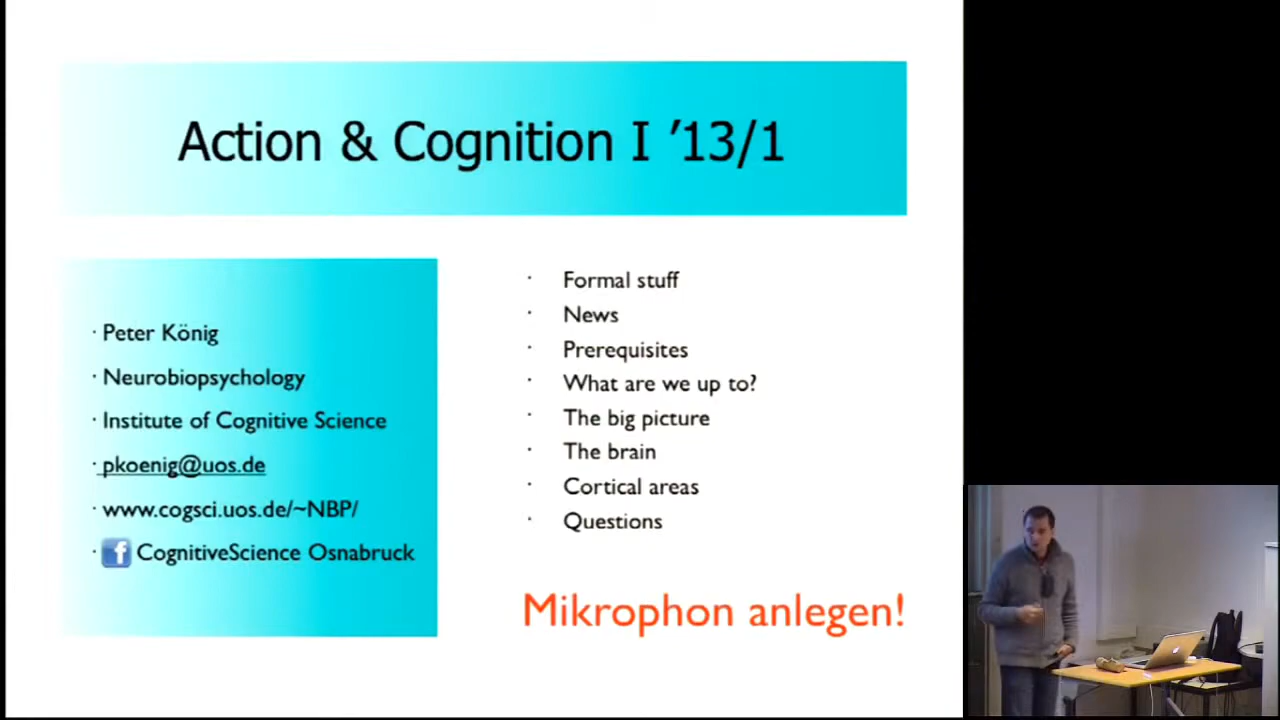 Action & Cognition I ’13/1
· Peter König
· Neurobiopsychology
· Institute of Cognitive Science
· pkoenig@uos.de
· www.cogsci.uos.de/~NBP/
· f CognitiveScience Osnabruck
· Formal stuff
· News
· Prerequisites
· What are we up to?
· The big picture
· The brain
· Cortical areas
· Questions
Mikrophon anlegen!